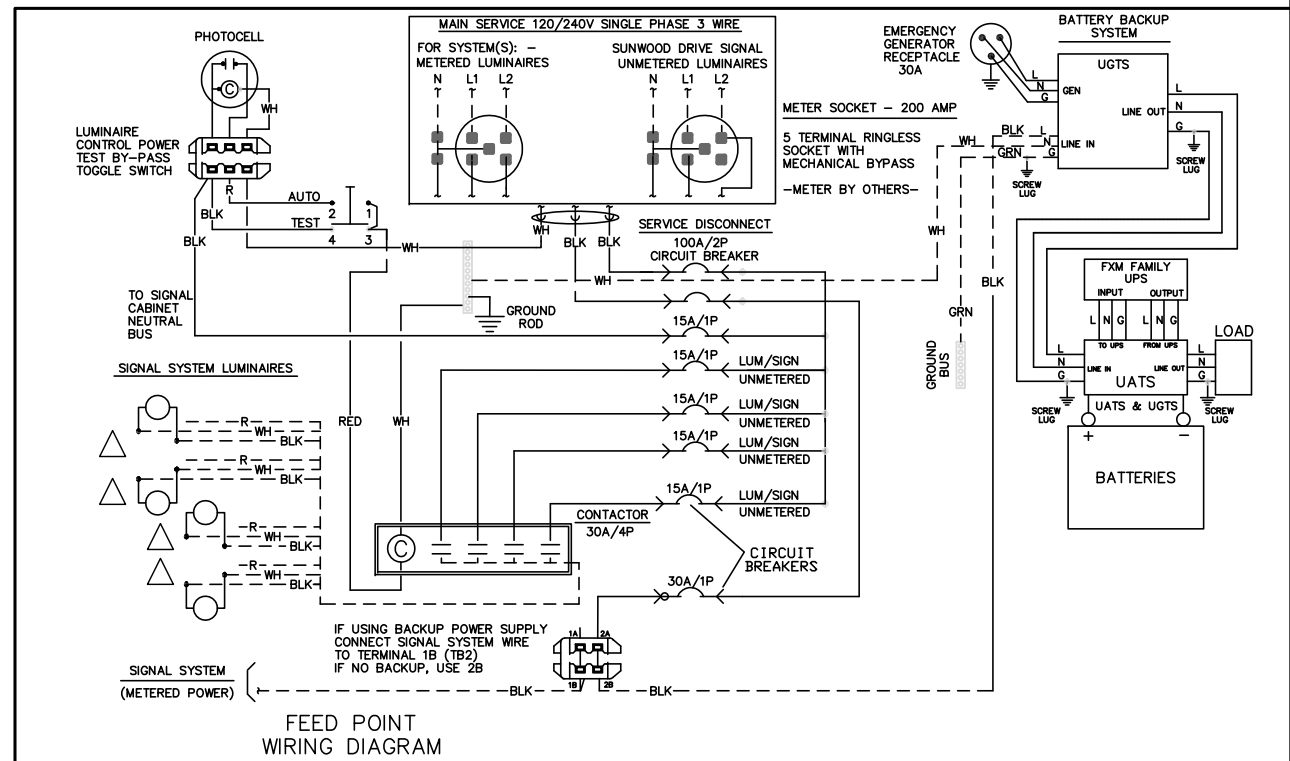 MAIN SERVICE 120/240V SINGLE PHASE 3 WIRE
FOR SYSTEM(S): -
METERED LUMINAIRES
N L1 L2
SUNWOOD DRIVE SIGNAL
UNMETERED LUMINAIRES
N L1 L2
PHOTOCELL
C
WH
LUMINAIRE
CONTROL POWER
TEST BY-PASS
TOGGLE SWITCH
R
BLK
BLK
AUTO
2
1
TEST
4
3
WH
WH
BLK
BLK
METER SOCKET - 200 AMP
5 TERMINAL RINGLESS
SOCKET WITH
MECHANICAL BYPASS
-METER BY OTHERS-
EMERGENCY
GENERATOR
RECEPTACLE
30A
BATTERY BACKUP
SYSTEM
UGTS
L
N
G
GEN
LINE OUT
L
N
G
BLK
L
WH
N
GRN
G
LINE IN
SCREW
LUG
SCREW
LUG
SERVICE DISCONNECT
100A/2P
CIRCUIT BREAKER
WH
WH
BLK
GRN
GROUND
BUS
GROUND
ROD
TO SIGNAL
CABINET
NEUTRAL
BUS
15A/1P
15A/1P
LUM/SIGN
UNMETERED
15A/1P
LUM/SIGN
UNMETERED
15A/1P
LUM/SIGN
UNMETERED
15A/1P
LUM/SIGN
UNMETERED
CIRCUIT
BREAKERS
30A/1P
FXM FAMILY
UPS
INPUT
OUTPUT
L N G
L N G
TO UPS
FROM UPS
L
N
G
LINE IN
LINE OUT
L
N
G
UATS
LOAD
SCREW
LUG
UATS & UGTS
SCREW
LUG
+
-
BATTERIES
SIGNAL SYSTEM LUMINAIRES
R
WH
BLK
R
WH
BLK
R
WH
BLK
R
WH
BLK
RED
WH
CONTACTOR
30A/4P
C
IF USING BACKUP POWER SUPPLY
CONNECT SIGNAL SYSTEM WIRE
TO TERMINAL 1B (TB2)
IF NO BACKUP, USE 2B
1A
2A
1B
2B
SIGNAL SYSTEM
(METERED POWER)
BLK
BLK
FEED POINT
WIRING DIAGRAM